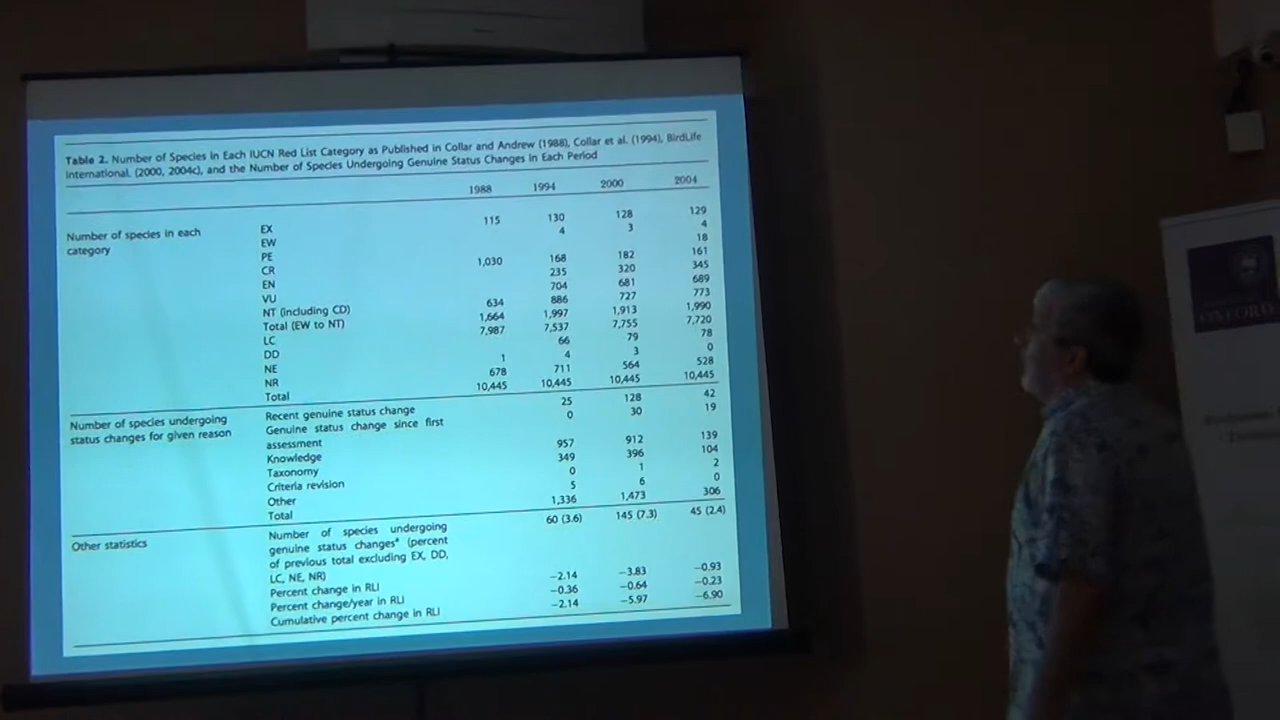 Table 2. Number of Species in Each IUCN Red List Category as Published in Collar and Andrew (1988), Collar et al. (1994), BirdLife
International. (2000, 2004c), and the Number of Species Undergoing Genuine Status Changes in Each Period
1988 1994 2000 2004
Number of species in each category EX 115 130 128 129
EW 4 3 4
PE 18
CR 1,030 168 182 161
EN 235 320 345
VU 704 681 689
NT (including CD) 634 886 727 773
Total (EW to NT) 1,664 1,997 1,913 1,990
LC 7,987 7,537 7,755 7,720
DD 66 79 78
NE 1 4 3 0
NR 678 711 564 528
Total 10,445 10,445 10,445 10,445
Number of species undergoing status changes for given reason Recent genuine status change 25 128 42
Genuine status change since first assessment 0 30 19
Knowledge 957 912 139
Taxonomy 349 396 104
Criteria revision 0 1 2
Other 5 6 0
Total 1,336 1,473 306
Other statistics Number of species undergoing genuine status changesª (percent of previous total excluding EX, DD, LC, NE, NR) 60 (3.6) 145 (7.3) 45 (2.4)
Percent change in RLI −2.14 −3.83 −0.93
Percent change/year in RLI −0.36 −0.64 −0.23
Cumulative percent change in RLI −2.14 −5.97 −6.90
OXFORD